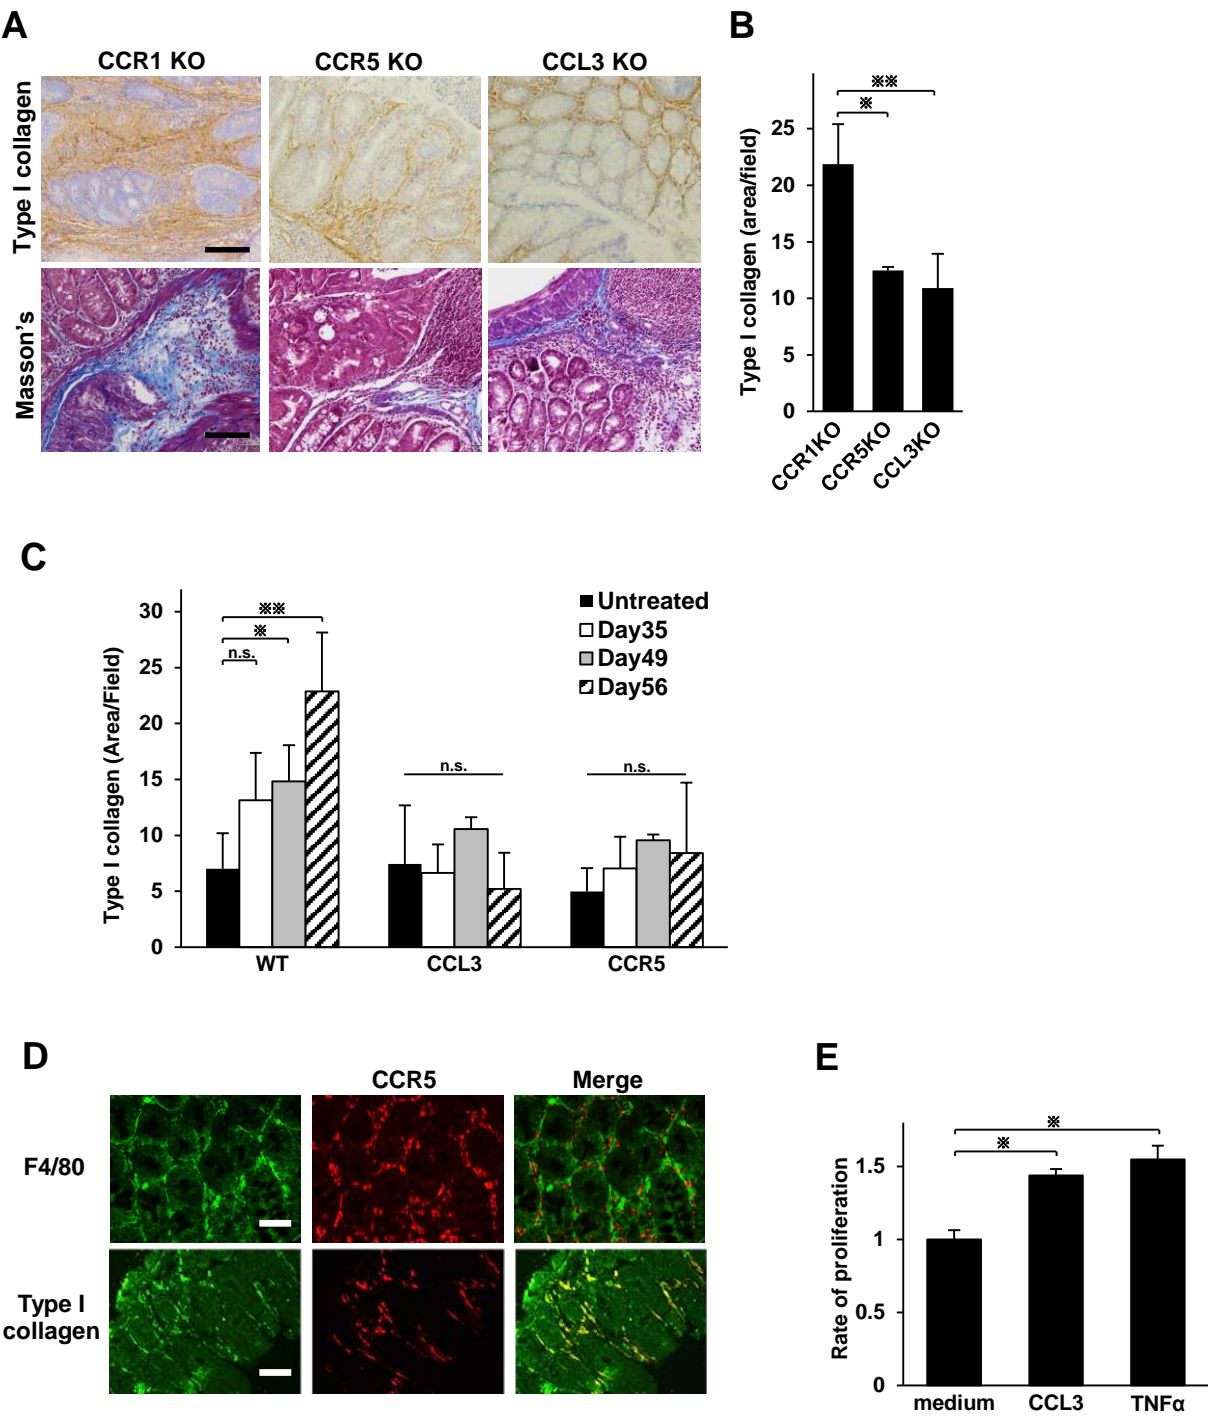 A
CCR1 KO CCR5 KO CCL3 KO
Type I collagen
Masson's
B
※※
※
Type I collagen (area/field)
25
20
15
10
5
0
CCR1KO CCR5KO CCL3KO
C
Type I collagen (Area/Field)
30
25
20
15
10
5
0
※※
※
n.s.
n.s.
n.s.
Untreated
Day35
Day49
Day56
WT CCL3 CCR5
D
CCR5 Merge
F4/80
Type I
collagen
E
※
※
Rate of proliferation
1.5
1
0.5
0
medium CCL3 TNFα